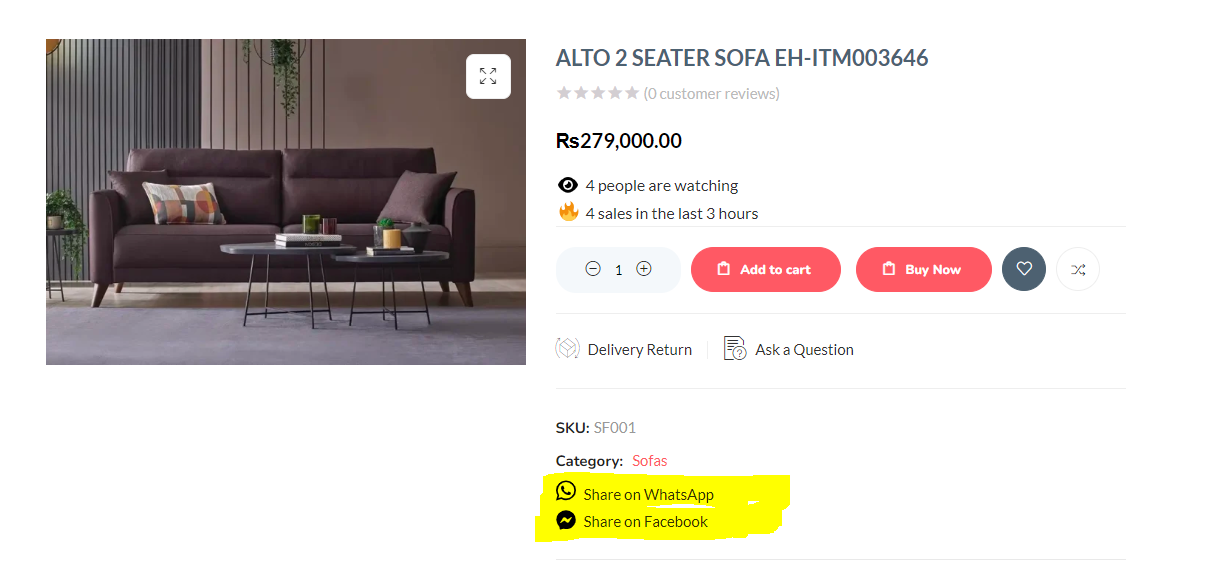 ALTO 2 SEATER SOFA EH-ITM003646
(0 customer reviews)
₨279,000.00
4 people are watching
4 sales in the last 3 hours
1 Add to cart Buy Now
Delivery Return Ask a Question
SKU: SF001
Category: Sofas
Share on WhatsApp
Share on Facebook